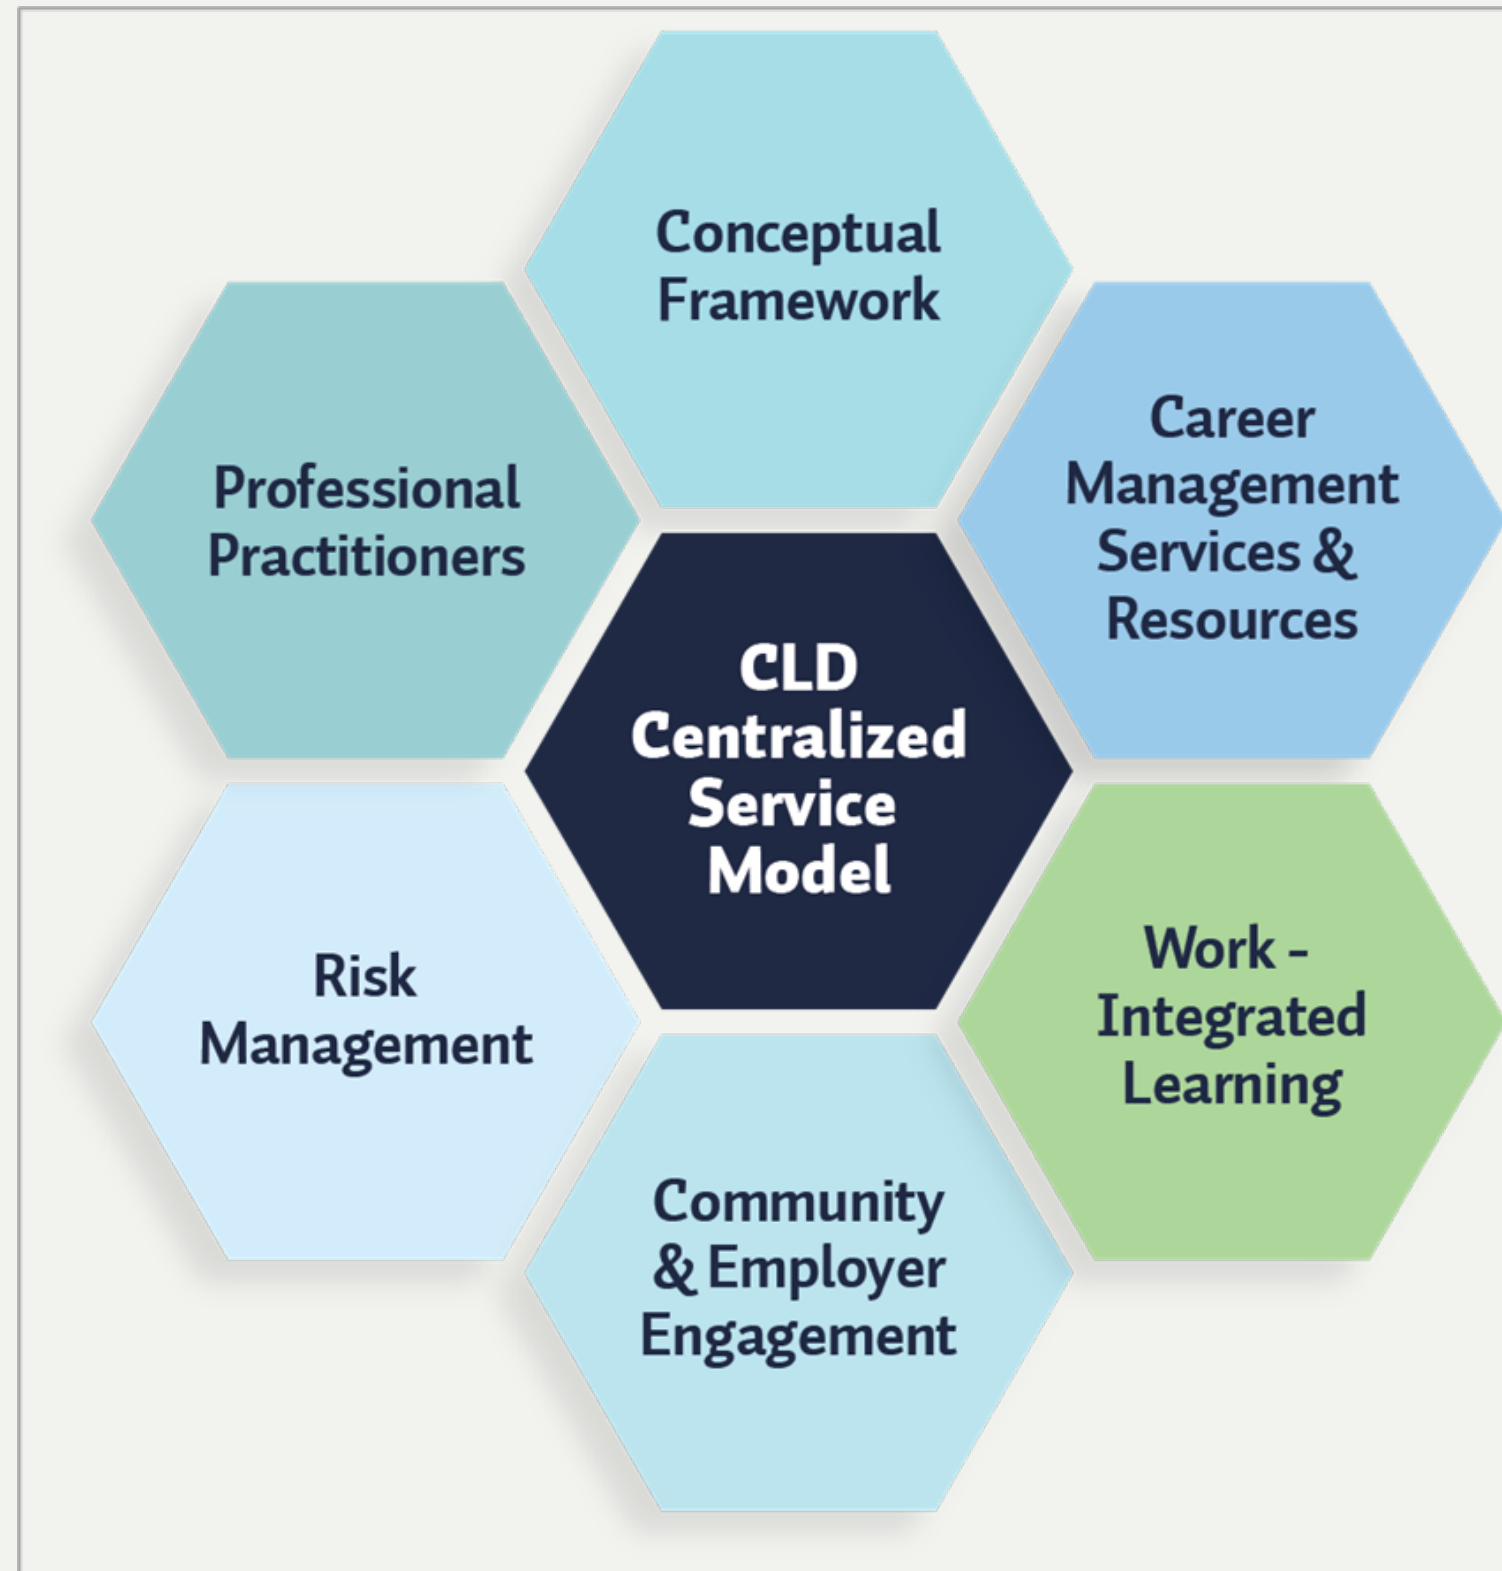 Conceptual
Framework
Professional
Practitioners
Career
Management
Services &
Resources
CLD
Centralized
Service
Model
Risk
Management
Work -
Integrated
Learning
Community
& Employer
Engagement